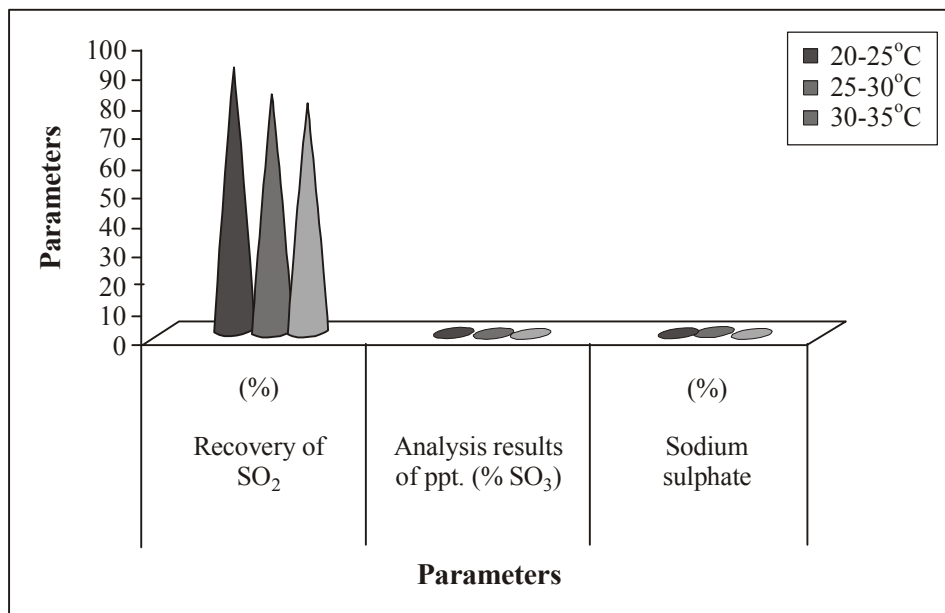 100
90
80
70
60
50
40
30
20
10
0
Parameters
20-25°C
25-30°C
30-35°C
(%)
Recovery of
SO₂
Analysis results
of ppt. (% SO₃)
(%)
Sodium
sulphate
Parameters